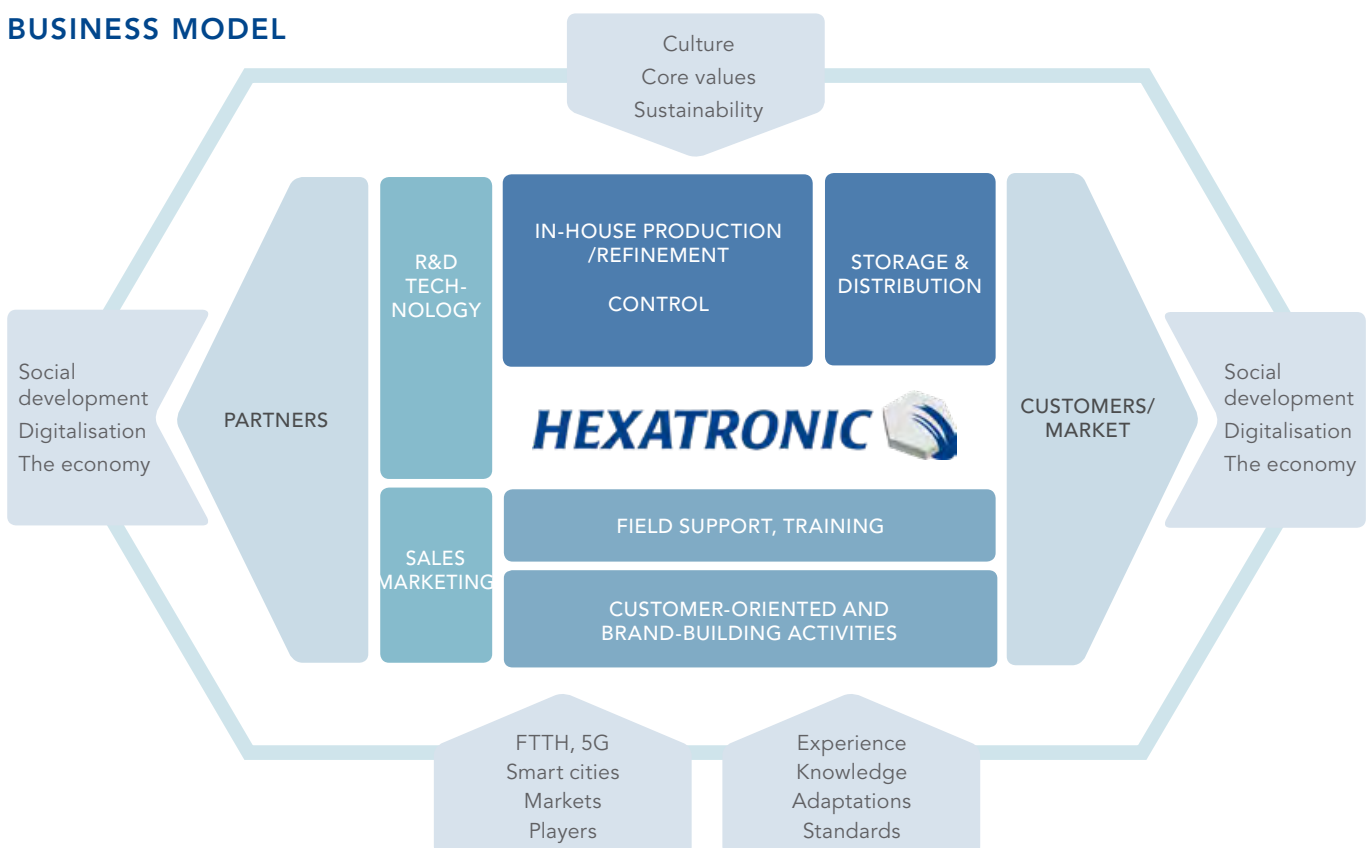 BUSINESS MODEL
Culture
Core values
Sustainability
Social
development
Digitalisation
The economy
PARTNERS
R&D
TECH-
NOLOGY
SALES
MARKETING
IN-HOUSE PRODUCTION
/REFINEMENT
CONTROL
STORAGE &
DISTRIBUTION
HEXATRONIC
FIELD SUPPORT, TRAINING
CUSTOMER-ORIENTED AND
BRAND-BUILDING ACTIVITIES
CUSTOMERS/
MARKET
Social
development
Digitalisation
The economy
FTTH, 5G
Smart cities
Markets
Players
Experience
Knowledge
Adaptations
Standards